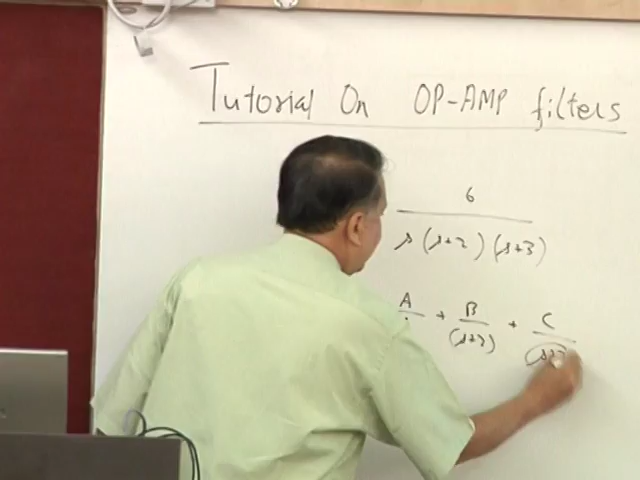 Tutorial On OP-AMP filters
6
s(s+2)(s+3)
A + B + C
(s+2)